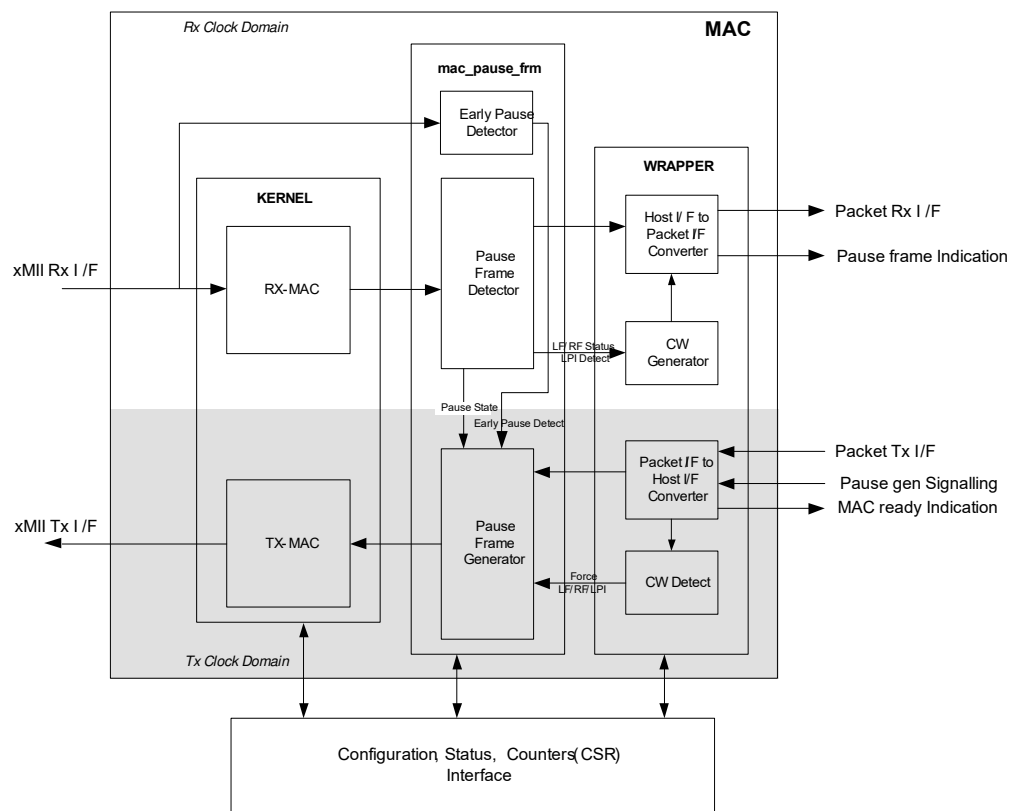 Rx Clock Domain
MAC
mac_pause_frm
Early Pause
Detector
WRAPPER
KERNEL
Host I/F to
Packet I/F
Converter
Packet Rx I/F
Pause frame Indication
xMII Rx I/F
RX-MAC
Pause
Frame
Detector
LF/RF Status
LPI Detect
CW
Generator
Pause State
Early Pause Detect
Packet I/F to
Host I/F
Converter
Packet Tx I/F
Pause gen Signalling
MAC ready Indication
xMII Tx I/F
TX-MAC
Pause
Frame
Generator
Force
LF/RF/LPI
CW Detect
Tx Clock Domain
Configuration, Status, Counters(CSR)
Interface